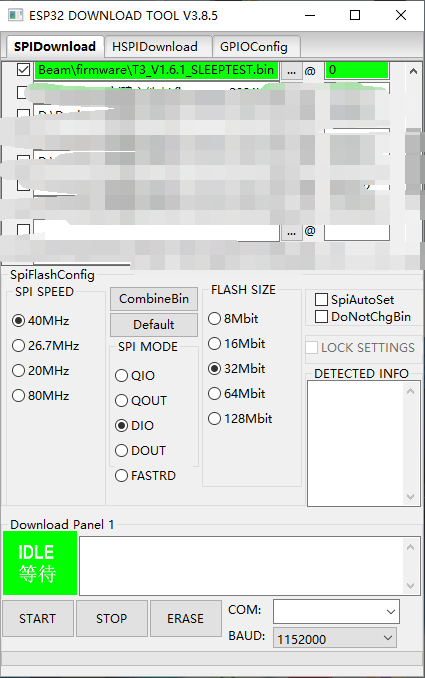 ESP32 DOWNLOAD TOOL V3.8.5
SPIDownload HSPIDownload GPIOConfig
Beam\firmware\T3_V1.6.1_SLEEPTEST.bin ... @ 0
... @
SpiFlashConfig
SPI SPEED
40MHz
26.7MHz
20MHz
80MHz
CombineBin
Default
SPI MODE
QIO
QOUT
DIO
DOUT
FASTRD
FLASH SIZE
8Mbit
16Mbit
32Mbit
64Mbit
128Mbit
SpiAutoSet
DoNotChgBin
LOCK SETTINGS
DETECTED INFO
Download Panel 1
IDLE
等待
START STOP ERASE
COM:
BAUD: 1152000